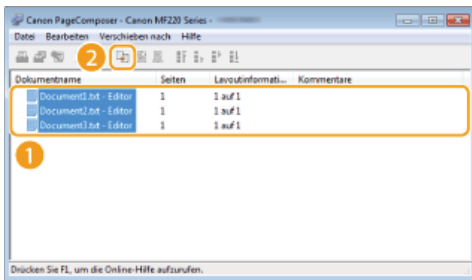 Canon PageComposer - Canon MF220 Series -
Datei Bearbeiten Verschieben nach Hilfe
2
Dokumentname Seiten Layoutinformati... Kommentare
Document1.txt - Editor 1 1 auf 1
Document2.txt - Editor 1 1 auf 1
Document3.txt - Editor 1 1 auf 1
1
Drücken Sie F1, um die Online-Hilfe aufzurufen.